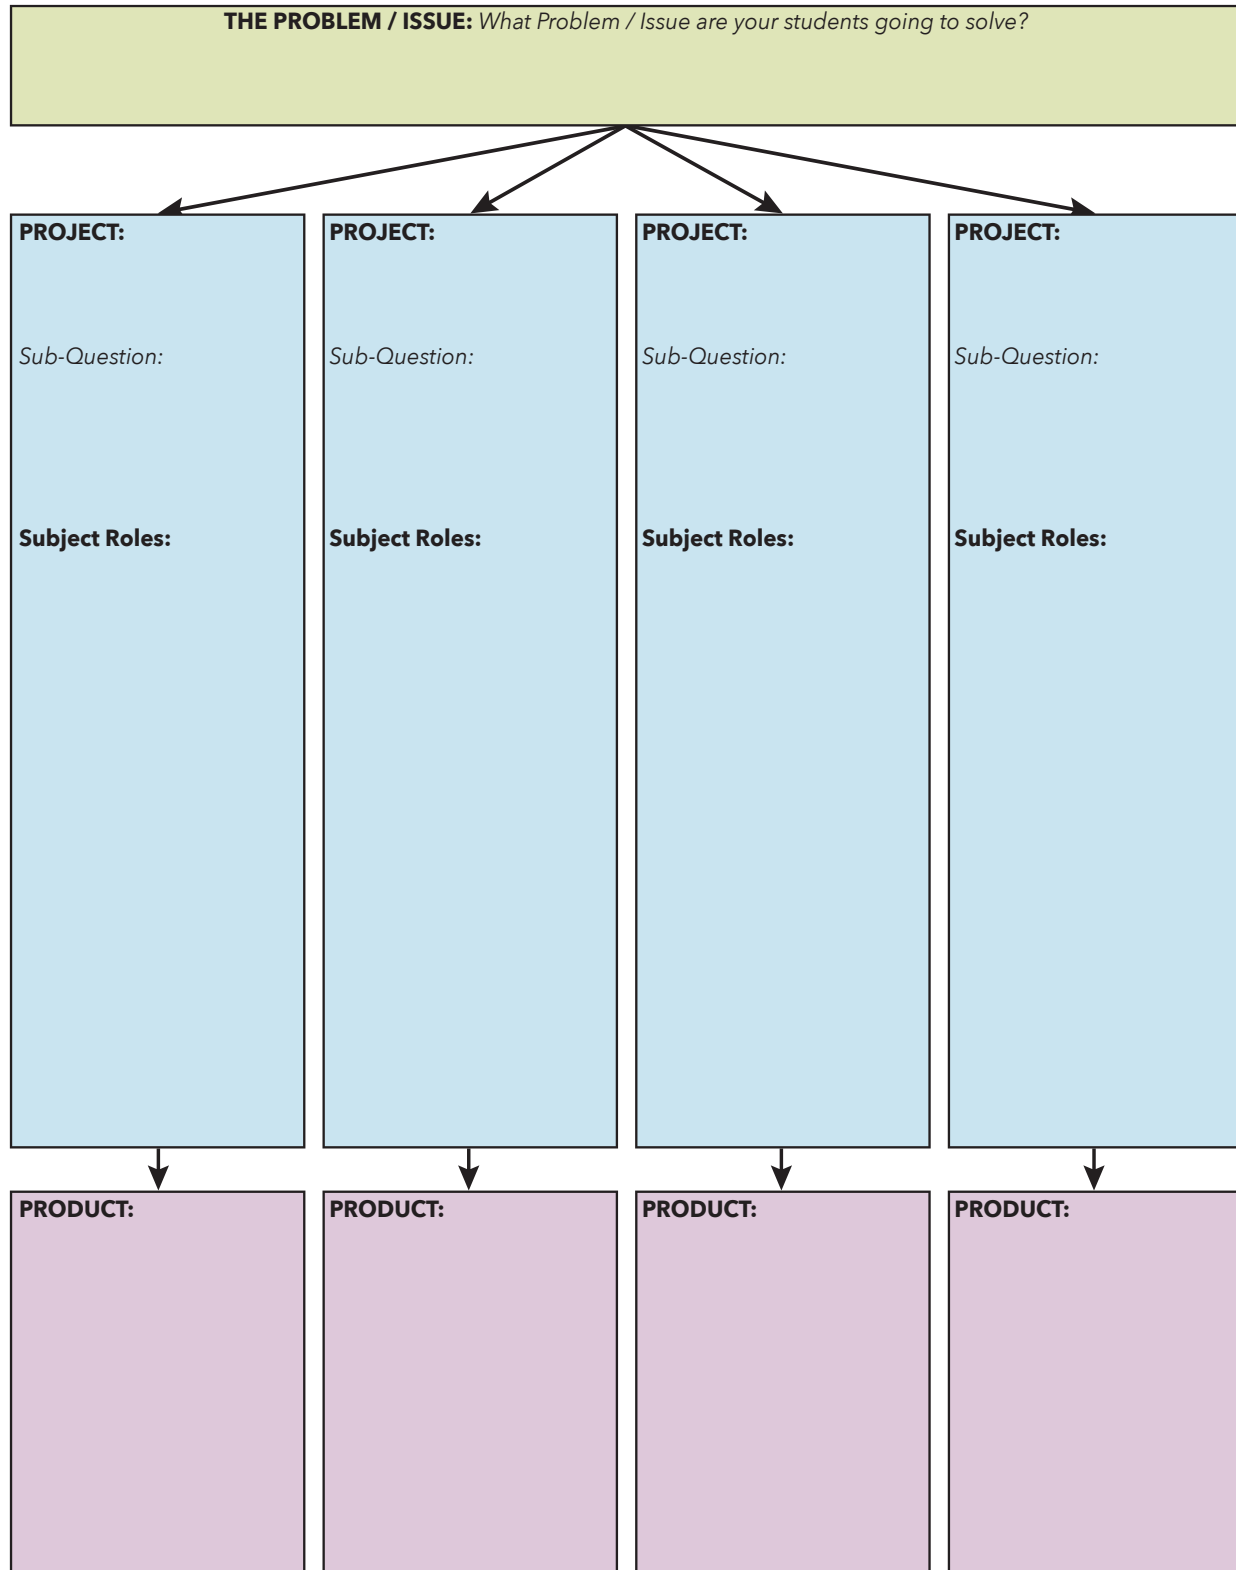 THE PROBLEM / ISSUE: What Problem / Issue are your students going to solve?
PROJECT:
Sub-Question:
Subject Roles:
PROJECT:
Sub-Question:
Subject Roles:
PROJECT:
Sub-Question:
Subject Roles:
PROJECT:
Sub-Question:
Subject Roles:
PRODUCT:
PRODUCT:
PRODUCT:
PRODUCT: